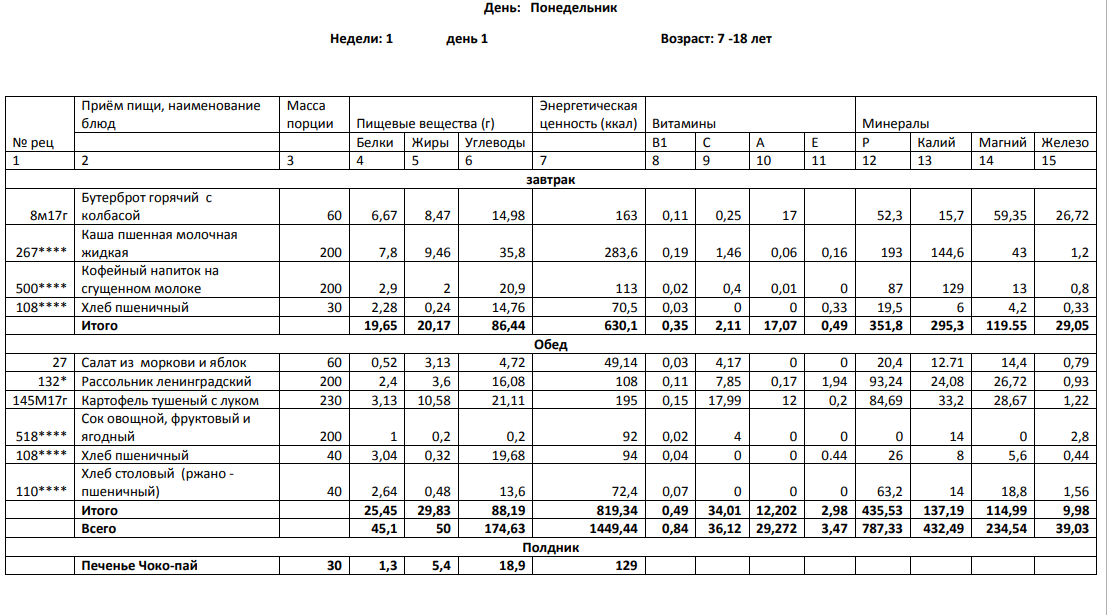 День: Понедельник
Недели: 1 день 1 Возраст: 7 -18 лет
№ рец Приём пищи, наименование блюд Масса порции Пищевые вещества (г) Энергетическая ценность (ккал) Витамины Минералы
Белки Жиры Углеводы В1 С А Е Р Калий Магний Железо
1 2 3 4 5 6 7 8 9 10 11 12 13 14 15
завтрак
8м17г Бутерброт горячий с колбасой 60 6,67 8,47 14,98 163 0,11 0,25 17 52,3 15,7 59,35 26,72
267**** Каша пшенная молочная жидкая 200 7,8 9,46 35,8 283,6 0,19 1,46 0,06 0,16 193 144,6 43 1,2
500**** Кофейный напиток на сгущенном молоке 200 2,9 2 20,9 113 0,02 0,4 0,01 0 87 129 13 0,8
108**** Хлеб пшеничный 30 2,28 0,24 14,76 70,5 0,03 0 0 0,33 19,5 6 4,2 0,33
Итого 19,65 20,17 86,44 630,1 0,35 2,11 17,07 0,49 351,8 295,3 119.55 29,05
Обед
27 Салат из моркови и яблок 60 0,52 3,13 4,72 49,14 0,03 4,17 0 0 20,4 12.71 14,4 0,79
132* Рассольник ленинградский 200 2,4 3,6 16,08 108 0,11 7,85 0,17 1,94 93,24 24,08 26,72 0,93
145М17г Картофель тушеный с луком 230 3,13 10,58 21,11 195 0,15 17,99 12 0,2 84,69 33,2 28,67 1,22
518**** Сок овощной, фруктовый и ягодный 200 1 0,2 0,2 92 0,02 4 0 0 0 14 0 2,8
108**** Хлеб пшеничный 40 3,04 0,32 19,68 94 0,04 0 0 0.44 26 8 5,6 0,44
110**** Хлеб столовый (ржано - пшеничный) 40 2,64 0,48 13,6 72,4 0,07 0 0 0 63,2 14 18,8 1,56
Итого 25,45 29,83 88,19 819,34 0,49 34,01 12,202 2,98 435,53 137,19 114,99 9,98
Всего 45,1 50 174,63 1449,44 0,84 36,12 29,272 3,47 787,33 432,49 234,54 39,03
Полдник
Печенье Чоко-пай 30 1,3 5,4 18,9 129